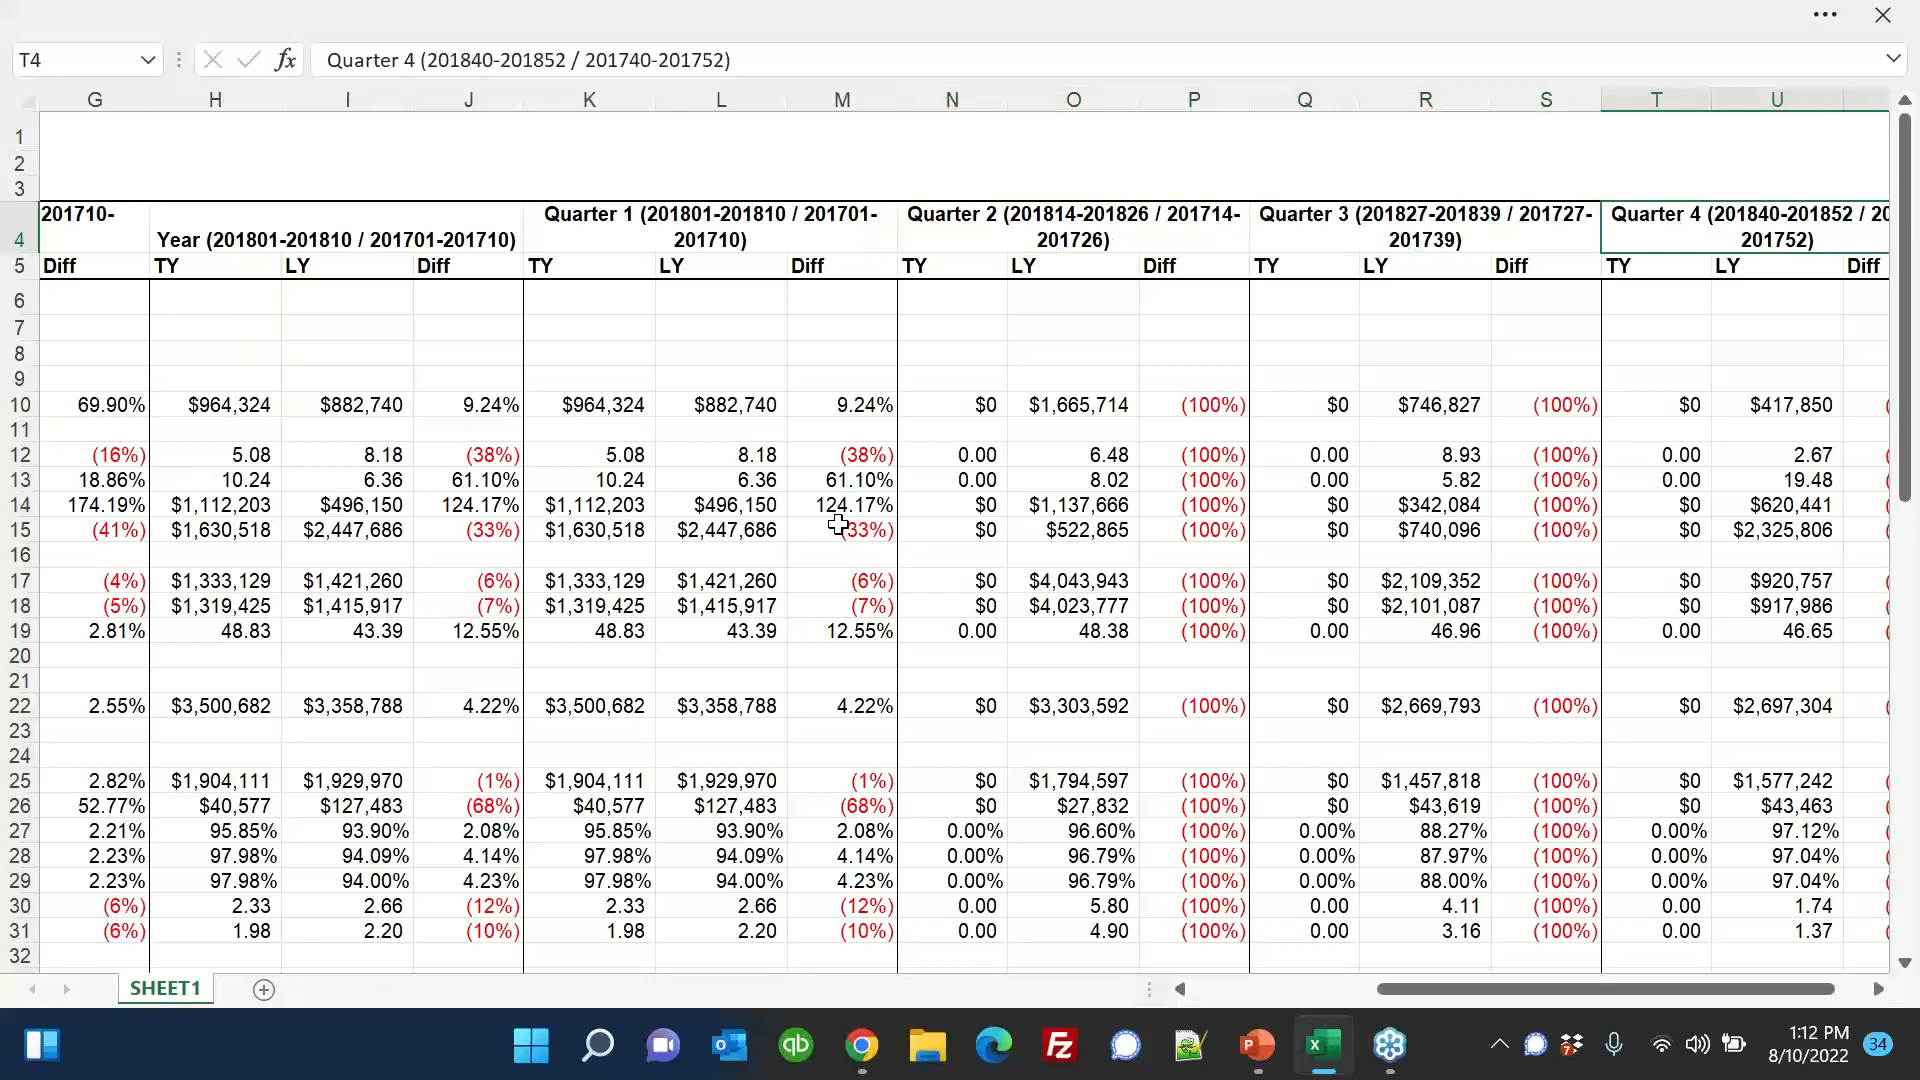 T4 fx Quarter 4 (201840-201852 / 201740-201752)
G H I J K L M N O P Q R S T U
1
2
3
201710- Quarter 1 (201801-201810 / 201701- Quarter 2 (201814-201826 / 201714- Quarter 3 (201827-201839 / 201727- Quarter 4 (201840-201852 / 20
4 Year (201801-201810 / 201701-201710) 201710) 201726) 201739) 201752)
5 Diff TY LY Diff TY LY Diff TY LY Diff TY LY Diff TY LY Diff
6
7
8
9
10 69.90% $964,324 $882,740 9.24% $964,324 $882,740 9.24% $0 $1,665,714 (100%) $0 $746,827 (100%) $0 $417,850 (
11
12 (16%) 5.08 8.18 (38%) 5.08 8.18 (38%) 0.00 6.48 (100%) 0.00 8.93 (100%) 0.00 2.67 (
13 18.86% 10.24 6.36 61.10% 10.24 6.36 61.10% 0.00 8.02 (100%) 0.00 5.82 (100%) 0.00 19.48 (
14 174.19% $1,112,203 $496,150 124.17% $1,112,203 $496,150 124.17% $0 $1,137,666 (100%) $0 $342,084 (100%) $0 $620,441 (
15 (41%) $1,630,518 $2,447,686 (33%) $1,630,518 $2,447,686 (33%) $0 $522,865 (100%) $0 $740,096 (100%) $0 $2,325,806 (
16
17 (4%) $1,333,129 $1,421,260 (6%) $1,333,129 $1,421,260 (6%) $0 $4,043,943 (100%) $0 $2,109,352 (100%) $0 $920,757 (
18 (5%) $1,319,425 $1,415,917 (7%) $1,319,425 $1,415,917 (7%) $0 $4,023,777 (100%) $0 $2,101,087 (100%) $0 $917,986 (
19 2.81% 48.83 43.39 12.55% 48.83 43.39 12.55% 0.00 48.38 (100%) 0.00 46.96 (100%) 0.00 46.65 (
20
21
22 2.55% $3,500,682 $3,358,788 4.22% $3,500,682 $3,358,788 4.22% $0 $3,303,592 (100%) $0 $2,669,793 (100%) $0 $2,697,304 (
23
24
25 2.82% $1,904,111 $1,929,970 (1%) $1,904,111 $1,929,970 (1%) $0 $1,794,597 (100%) $0 $1,457,818 (100%) $0 $1,577,242 (
26 52.77% $40,577 $127,483 (68%) $40,577 $127,483 (68%) $0 $27,832 (100%) $0 $43,619 (100%) $0 $43,463 (
27 2.21% 95.85% 93.90% 2.08% 95.85% 93.90% 2.08% 0.00% 96.60% (100%) 0.00% 88.27% (100%) 0.00% 97.12% (
28 2.23% 97.98% 94.09% 4.14% 97.98% 94.09% 4.14% 0.00% 96.79% (100%) 0.00% 87.97% (100%) 0.00% 97.04% (
29 2.23% 97.98% 94.00% 4.23% 97.98% 94.00% 4.23% 0.00% 96.79% (100%) 0.00% 88.00% (100%) 0.00% 97.04% (
30 (6%) 2.33 2.66 (12%) 2.33 2.66 (12%) 0.00 5.80 (100%) 0.00 4.11 (100%) 0.00 1.74 (
31 (6%) 1.98 2.20 (10%) 1.98 2.20 (10%) 0.00 4.90 (100%) 0.00 3.16 (100%) 0.00 1.37 (
32
SHEET1
1:12 PM
8/10/2022 34